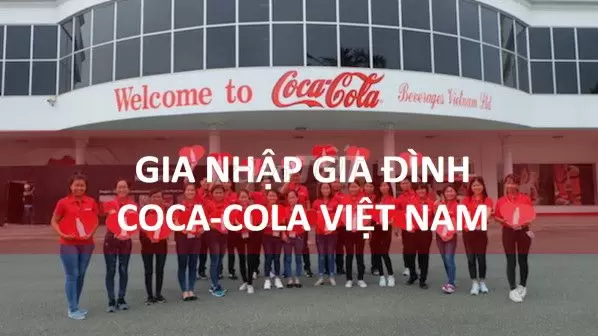 Welcome to Coca-Cola Beverages Vietnam Ltd
GIA NHẬP GIA ĐÌNH
COCA-COLA VIỆT NAM